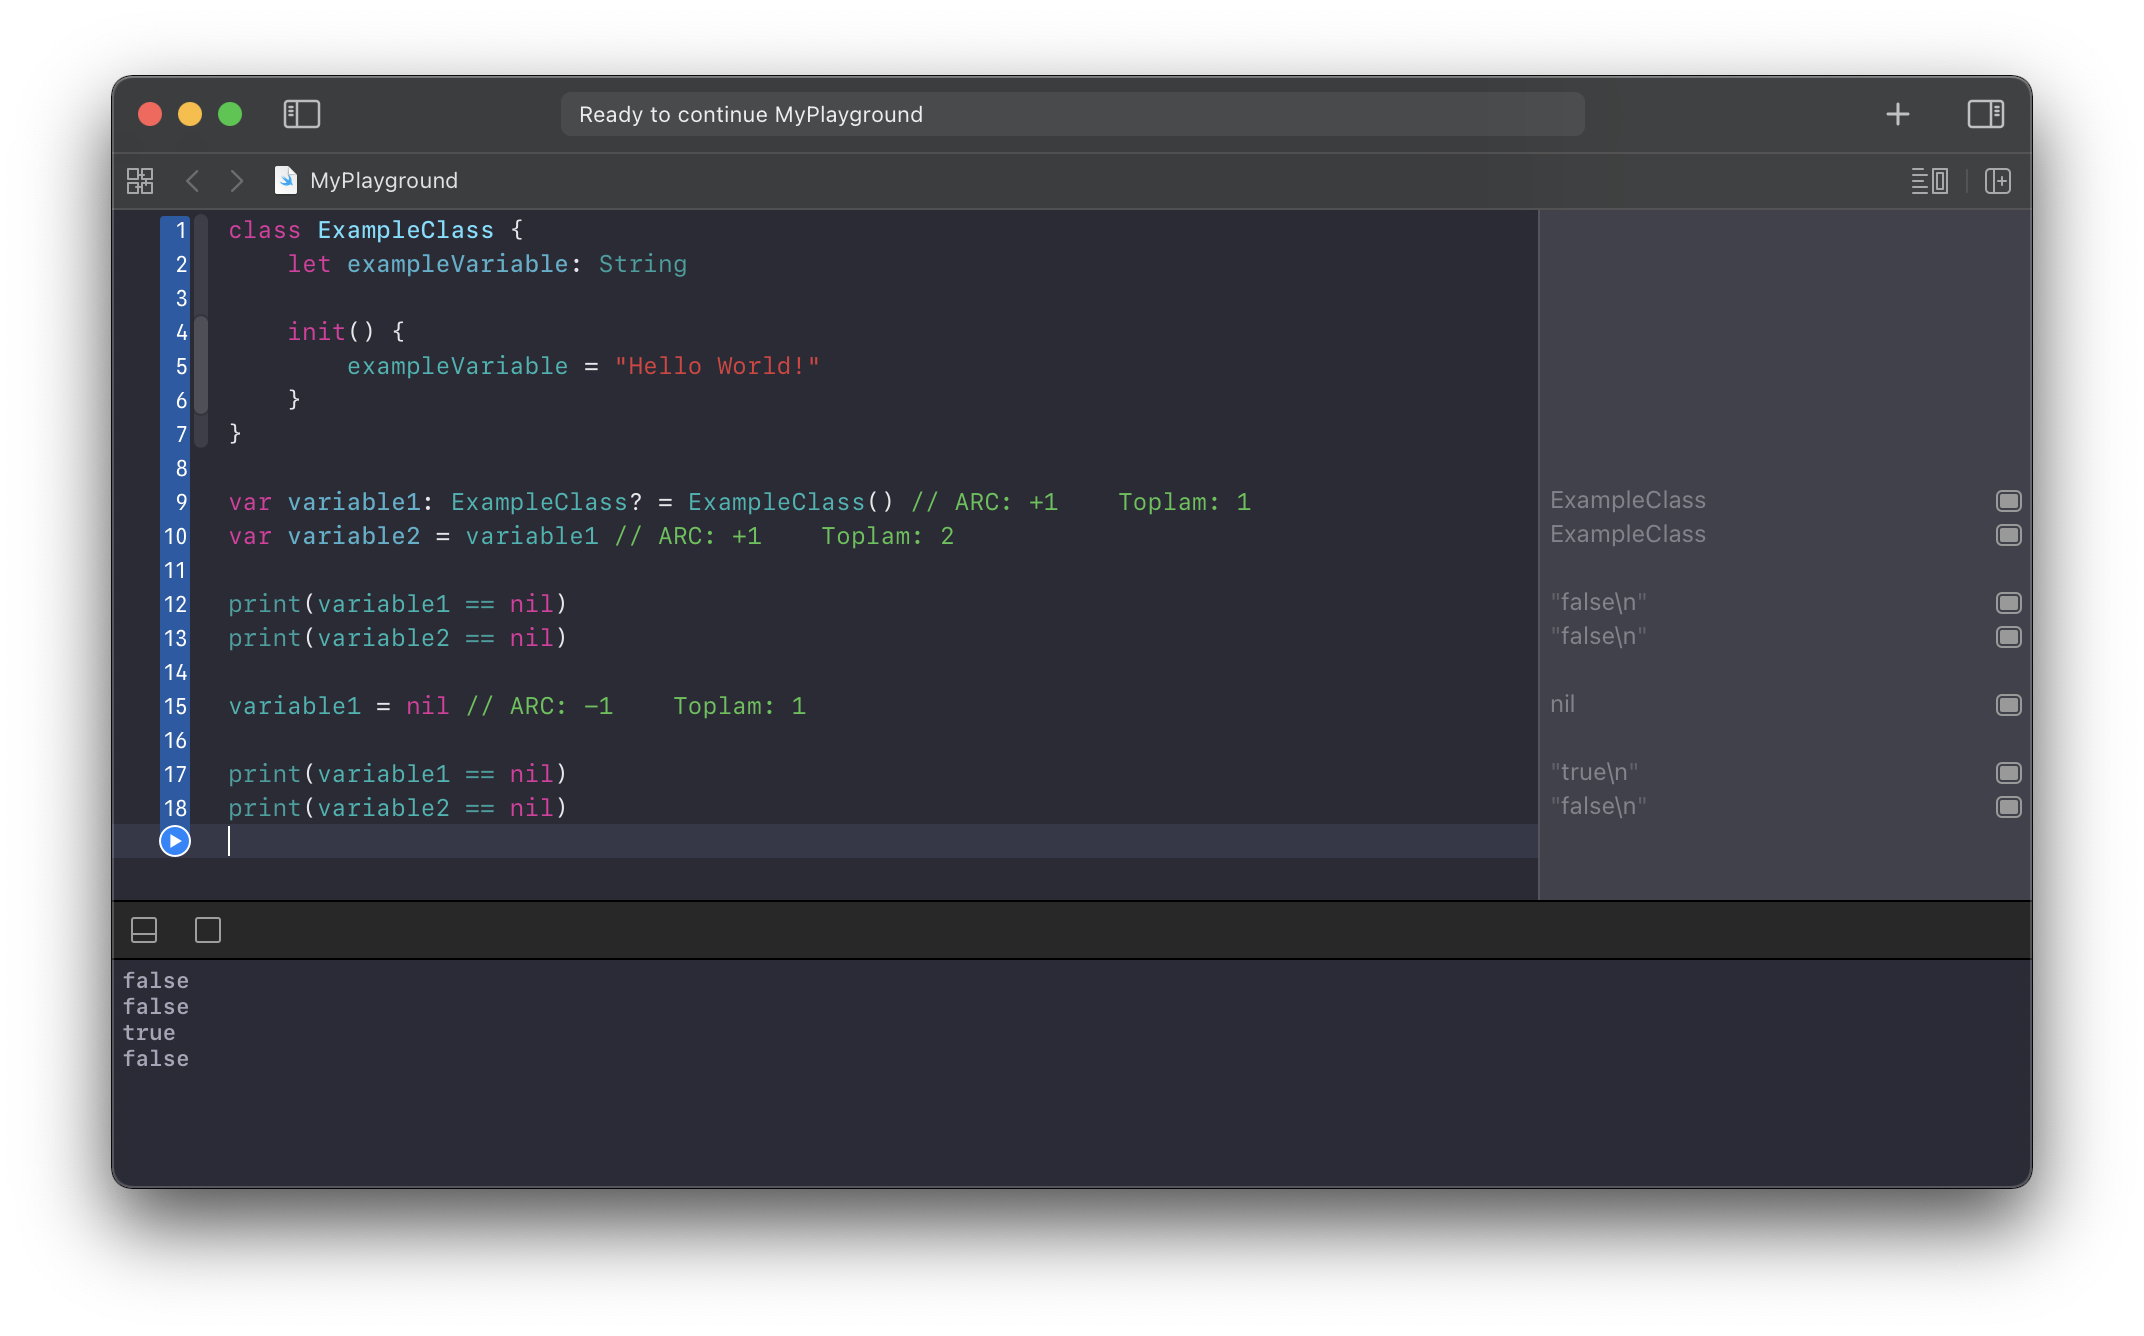 Ready to continue MyPlayground
MyPlayground
1 class ExampleClass {
2     let exampleVariable: String
3
4     init() {
5         exampleVariable = "Hello World!"
6     }
7 }
8
9 var variable1: ExampleClass? = ExampleClass() // ARC: +1    Toplam: 1
10 var variable2 = variable1 // ARC: +1    Toplam: 2
11
12 print(variable1 == nil)
13 print(variable2 == nil)
14
15 variable1 = nil // ARC: -1    Toplam: 1
16
17 print(variable1 == nil)
18 print(variable2 == nil)
ExampleClass
ExampleClass
"false\n"
"false\n"
nil
"true\n"
"false\n"
false
false
true
false